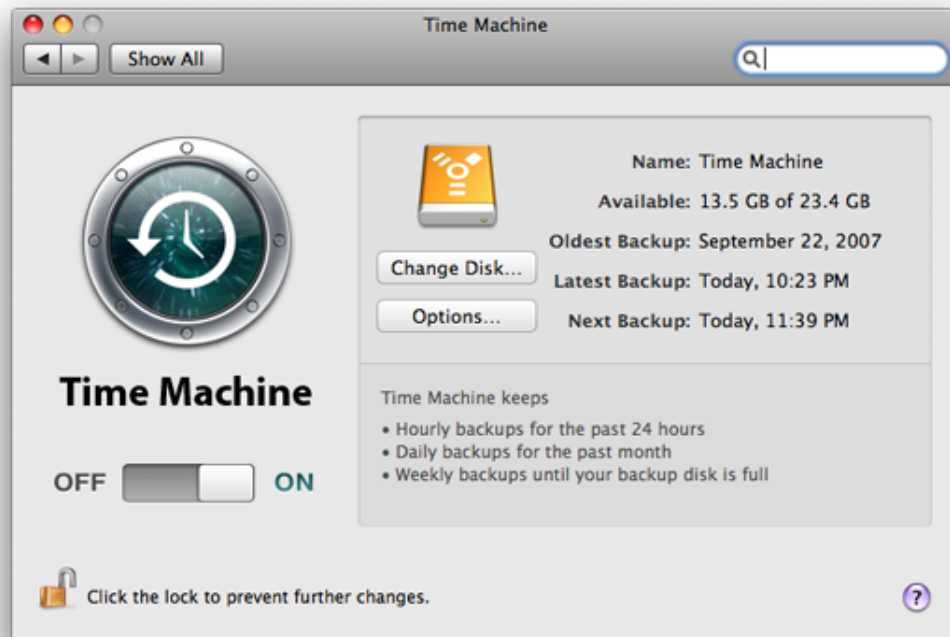 Time Machine
Show All
Name: Time Machine
Available: 13.5 GB of 23.4 GB
Oldest Backup: September 22, 2007
Change Disk...
Latest Backup: Today, 10:23 PM
Options...
Next Backup: Today, 11:39 PM
Time Machine
Time Machine keeps
• Hourly backups for the past 24 hours
• Daily backups for the past month
• Weekly backups until your backup disk is full
OFF ON
Click the lock to prevent further changes.
?